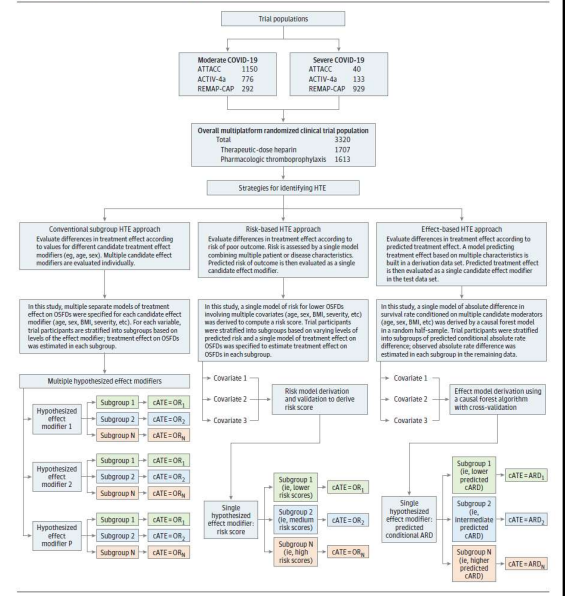 Trial populations
Moderate COVID-19
ATTACC 1150
ACTIV-4a 776
REMAP-CAP 292
Severe COVID-19
ATTACC 40
ACTIV-4a 133
REMAP-CAP 929
Overall multiplatform randomized clinical trial population
Total 3320
Therapeutic-dose heparin 1707
Pharmacologic thromboprophylaxis 1613
Strategies for identifying HTE
Conventional subgroup HTE approach
Evaluate differences in treatment effect according
to values for different candidate treatment effect
modifiers (eg, age, sex). Multiple candidate effect
modifiers are evaluated individually.
Risk-based HTE approach
Evaluate differences in treatment effect according to
risk of poor outcome. Risk is assessed by a single model
combining multiple patient or disease characteristics.
Predicted risk of outcome is then evaluated as a single
candidate effect modifier.
Effect-based HTE approach
Evaluate differences in treatment effect according to
predicted treatment effect. A model predicting
treatment effect based on multiple characteristics is
built in a derivation data set. Predicted treatment effect
is then evaluated as a single candidate effect modifier
in the test data set.
In this study, multiple separate models of treatment
effect on OSFDs were specified for each candidate effect
modifier (age, sex, BMI, severity, etc). For each variable,
trial participants are stratified into subgroups based on
levels of the effect modifier; treatment effect on OSFDs
was estimated in each subgroup.
In this study, a single model of risk for lower OSFDs
involving multiple covariates (age, sex, BMI, severity, etc)
was derived to compute a risk score. Trial participants
were stratified into subgroups based on varying levels of
predicted risk and a single model of treatment effect on
OSFDs was specified to estimate treatment effect on
OSFDs in each subgroup.
In this study, a single model of absolute difference in
survival rate conditioned on multiple candidate moderators
(age, sex, BMI, etc) was derived by a causal forest model
in a random half-sample. Trial participants were stratified
into subgroups of predicted conditional absolute rate
difference; observed absolute rate difference was
estimated in each subgroup in the remaining data.
Multiple hypothesized effect modifiers
Hypothesized
effect
modifier 1
Subgroup 1 cATE=OR1
Subgroup 2 cATE=OR2
Subgroup N cATE=ORN
Hypothesized
effect
modifier 2
Subgroup 1 cATE=OR1
Subgroup 2 cATE=OR2
Subgroup N cATE=ORN
Hypothesized
effect
modifier P
Subgroup 1 cATE=OR1
Subgroup 2 cATE=OR2
Subgroup N cATE=ORN
Covariate 1
Covariate 2
Covariate 3
Risk model derivation
and validation to derive
risk score
Single
hypothesized
effect modifier:
risk score
Subgroup 1
(ie, lower
risk scores)
cATE=OR1
Subgroup 2
(ie, medium
risk scores)
cATE=OR2
Subgroup N
(ie, high
risk scores)
cATE=ORN
Covariate 1
Covariate 2
Covariate 3
Effect model derivation using
a causal forest algorithm
with cross-validation
Single
hypothesized
effect modifier:
predicted
conditional ARD
Subgroup 1
(ie, lower
predicted
cARD)
cATE=ARD1
Subgroup 2
(ie,
intermediate
predicted
cARD)
cATE=ARD2
Subgroup N
(ie, higher
predicted
cARD)
cATE=ARDN